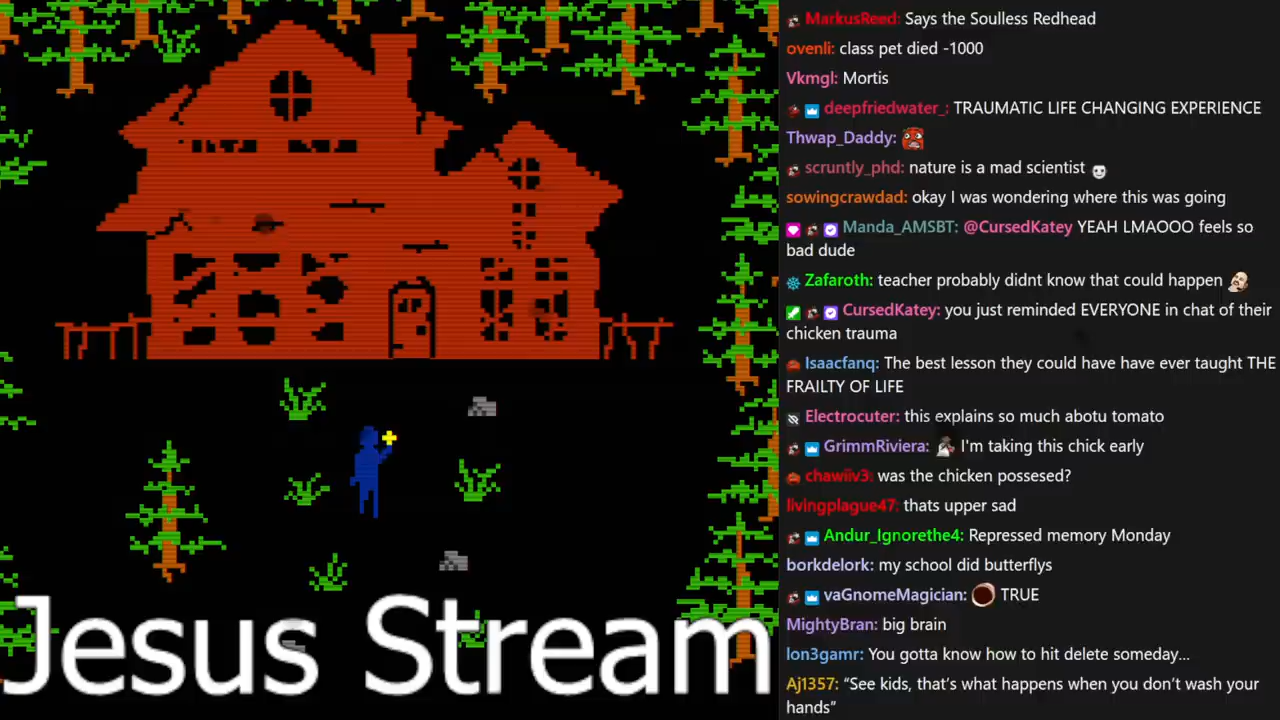 MarkusReed: Says the Soulless Redhead
ovenli: class pet died -1000
Vkmgl: Mortis
deepfriedwater_: TRAUMATIC LIFE CHANGING EXPERIENCE
Thwap_Daddy:
scruntly_phd: nature is a mad scientist
sowingcrawdad: okay I was wondering where this was going
Manda_AMSBT: @CursedKatey YEAH LMAOOO feels so
bad dude
Zafaroth: teacher probably didnt know that could happen
CursedKatey: you just reminded EVERYONE in chat of their
chicken trauma
Isaacfanq: The best lesson they could have have ever taught THE
FRAILTY OF LIFE
Electrocuter: this explains so much abotu tomato
GrimmRiviera: I'm taking this chick early
chawiiv3: was the chicken possesed?
livingplague47: thats upper sad
Andur_Ignorethe4: Repressed memory Monday
borkdelork: my school did butterflys
vaGnomeMagician: TRUE
MightyBran: big brain
lon3gamr: You gotta know how to hit delete someday...
Aj1357: “See kids, that’s what happens when you don’t wash your
hands”
Jesus Stream